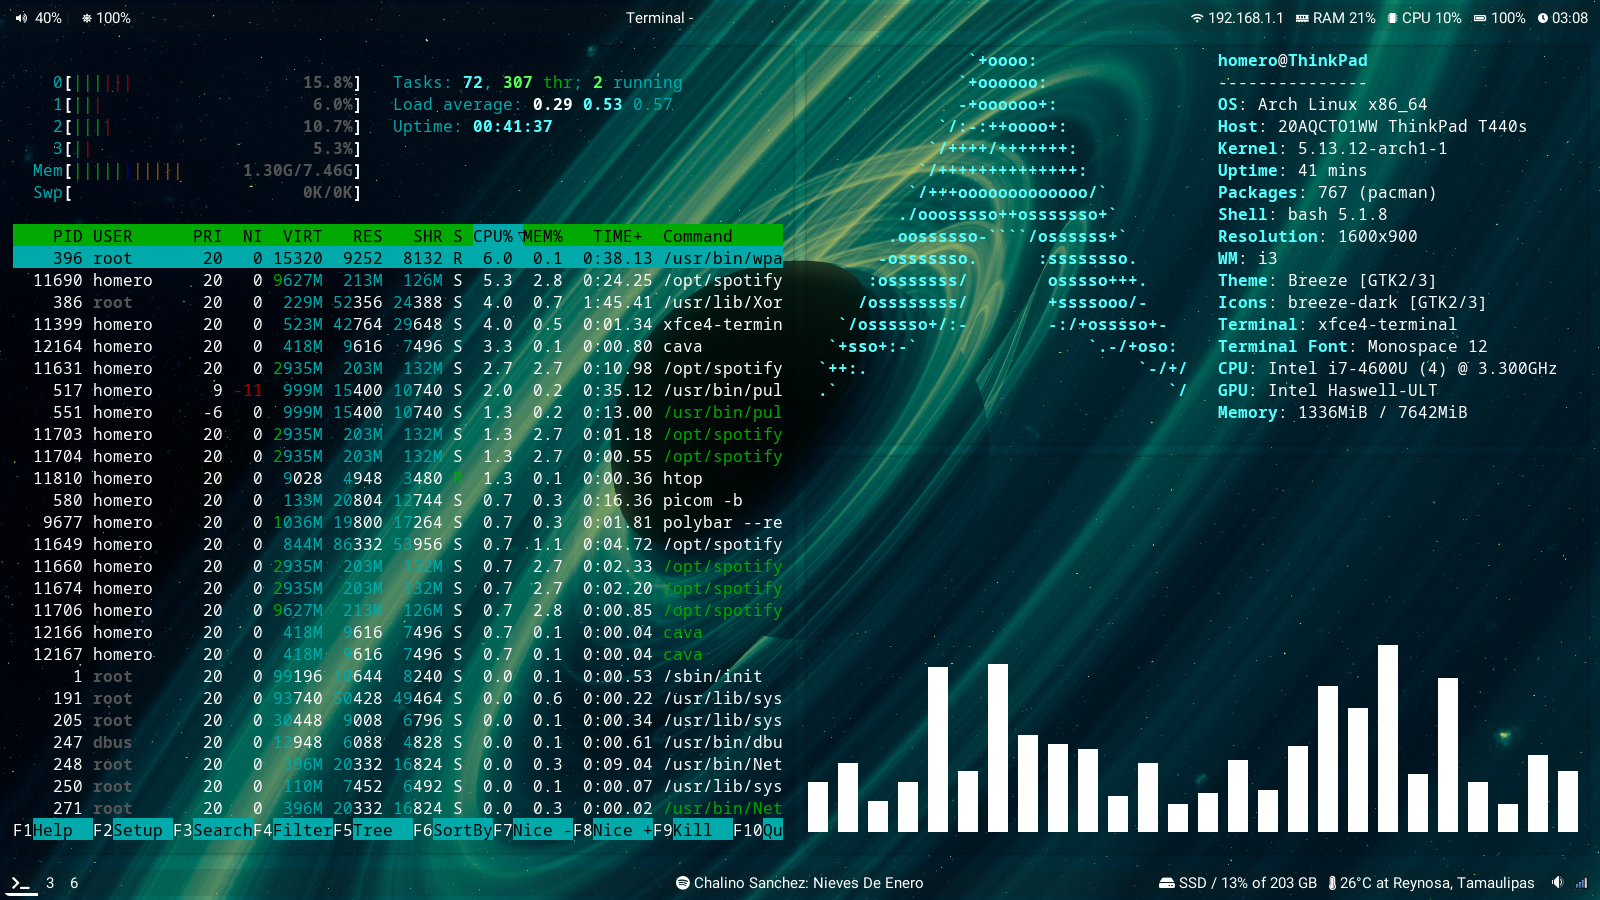 40% 100% Terminal - 192.168.1.1 RAM 21% CPU 10% 100% 03:08
0[|||||| 15.8%] Tasks: 72, 307 thr; 2 running
1[||| 6.0%] Load average: 0.29 0.53 0.57
2[|||| 10.7%] Uptime: 00:41:37
3[|| 5.3%]
Mem[||||||||||| 1.30G/7.46G]
Swp[ 0K/0K]
PID USER PRI NI VIRT RES SHR S CPU%▽MEM% TIME+ Command
396 root 20 0 15320 9252 8132 R 6.0 0.1 0:38.13 /usr/bin/wpa
11690 homero 20 0 9627M 213M 126M S 5.3 2.8 0:24.25 /opt/spotify
386 root 20 0 229M 52356 24388 S 4.0 0.7 1:45.41 /usr/lib/Xor
11399 homero 20 0 523M 42764 29648 S 4.0 0.5 0:01.34 xfce4-termin
12164 homero 20 0 418M 9616 7496 S 3.3 0.1 0:00.80 cava
11631 homero 20 0 2935M 203M 132M S 2.7 2.7 0:10.98 /opt/spotify
517 homero 9 -11 999M 15400 10740 S 2.0 0.2 0:35.12 /usr/bin/pul
551 homero -6 0 999M 15400 10740 S 1.3 0.2 0:13.00 /usr/bin/pul
11703 homero 20 0 2935M 203M 132M S 1.3 2.7 0:01.18 /opt/spotify
11704 homero 20 0 2935M 203M 132M S 1.3 2.7 0:00.55 /opt/spotify
11810 homero 20 0 9028 4948 3480 R 1.3 0.1 0:00.36 htop
580 homero 20 0 133M 20804 12744 S 0.7 0.3 0:16.36 picom -b
9677 homero 20 0 1036M 19800 17264 S 0.7 0.3 0:01.81 polybar --re
11649 homero 20 0 844M 86332 53956 S 0.7 1.1 0:04.72 /opt/spotify
11660 homero 20 0 2935M 203M 132M S 0.7 2.7 0:02.33 /opt/spotify
11674 homero 20 0 2935M 203M 132M S 0.7 2.7 0:02.20 /opt/spotify
11706 homero 20 0 9627M 213M 126M S 0.7 2.8 0:00.85 /opt/spotify
12166 homero 20 0 418M 9616 7496 S 0.7 0.1 0:00.04 cava
12167 homero 20 0 418M 9616 7496 S 0.7 0.1 0:00.04 cava
1 root 20 0 99196 10644 8240 S 0.0 0.1 0:00.53 /sbin/init
191 root 20 0 93740 50428 49464 S 0.0 0.6 0:00.22 /usr/lib/sys
205 root 20 0 30448 9008 6796 S 0.0 0.1 0:00.34 /usr/lib/sys
247 dbus 20 0 12948 6088 4828 S 0.0 0.1 0:00.61 /usr/bin/dbu
248 root 20 0 396M 20332 16824 S 0.0 0.3 0:09.04 /usr/bin/Net
250 root 20 0 110M 7452 6492 S 0.0 0.1 0:00.07 /usr/lib/sys
271 root 20 0 396M 20332 16824 S 0.0 0.3 0:00.02 /usr/bin/Net
F1Help F2Setup F3SearchF4FilterF5Tree F6SortByF7Nice -F8Nice +F9Kill F10Qu
`+oooo:
`+oooooo:
-+oooooo+:
`/:-:++oooo+:
`/++++/+++++++:
`/++++++++++++++:
`/+++ooooooooooooo/`
./ooosssso++osssssso+`
.oossssso-````/ossssss+`
-osssssso. :ssssssso.
:osssssss/ osssso+++.
/ossssssss/ +ssssooo/-
`/ossssso+/:- -:/+osssso+-
`+sso+:-` `.-/+oso:
`++:. `-/+/
.` `/
homero@ThinkPad
---------------
OS: Arch Linux x86_64
Host: 20AQCTO1WW ThinkPad T440s
Kernel: 5.13.12-arch1-1
Uptime: 41 mins
Packages: 767 (pacman)
Shell: bash 5.1.8
Resolution: 1600x900
WM: i3
Theme: Breeze [GTK2/3]
Icons: breeze-dark [GTK2/3]
Terminal: xfce4-terminal
Terminal Font: Monospace 12
CPU: Intel i7-4600U (4) @ 3.300GHz
GPU: Intel Haswell-ULT
Memory: 1336MiB / 7642MiB
3 6 Chalino Sanchez: Nieves De Enero SSD / 13% of 203 GB 26°C at Reynosa, Tamaulipas